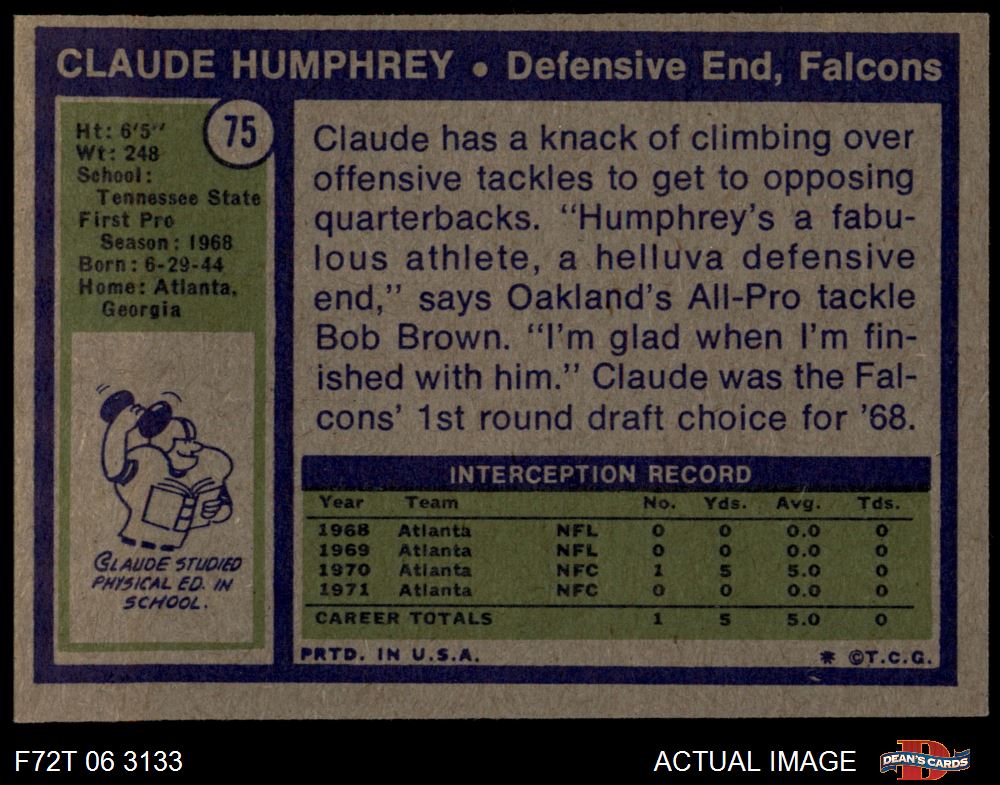 CLAUDE HUMPHREY • Defensive End, Falcons
75
Ht: 6'5"
Wt: 248
School:
Tennessee State
First Pro
Season: 1968
Born: 6-29-44
Home: Atlanta,
Georgia
CLAUDE STUDIED
PHYSICAL ED. IN
SCHOOL.
Claude has a knack of climbing over
offensive tackles to get to opposing
quarterbacks. "Humphrey's a fabu-
lous athlete, a helluva defensive
end," says Oakland's All-Pro tackle
Bob Brown. "I'm glad when I'm fin-
ished with him." Claude was the Fal-
cons' 1st round draft choice for '68.
INTERCEPTION RECORD
Year Team No. Yds. Avg. Tds.
1968 Atlanta NFL 0 0 0.0 0
1969 Atlanta NFL 0 0 0.0 0
1970 Atlanta NFC 1 5 5.0 0
1971 Atlanta NFC 0 0 0.0 0
CAREER TOTALS 1 5 5.0 0
PRTD. IN U.S.A. * ©T.C.G.
F72T 06 3133 ACTUAL IMAGE D DEAN'S CARDS